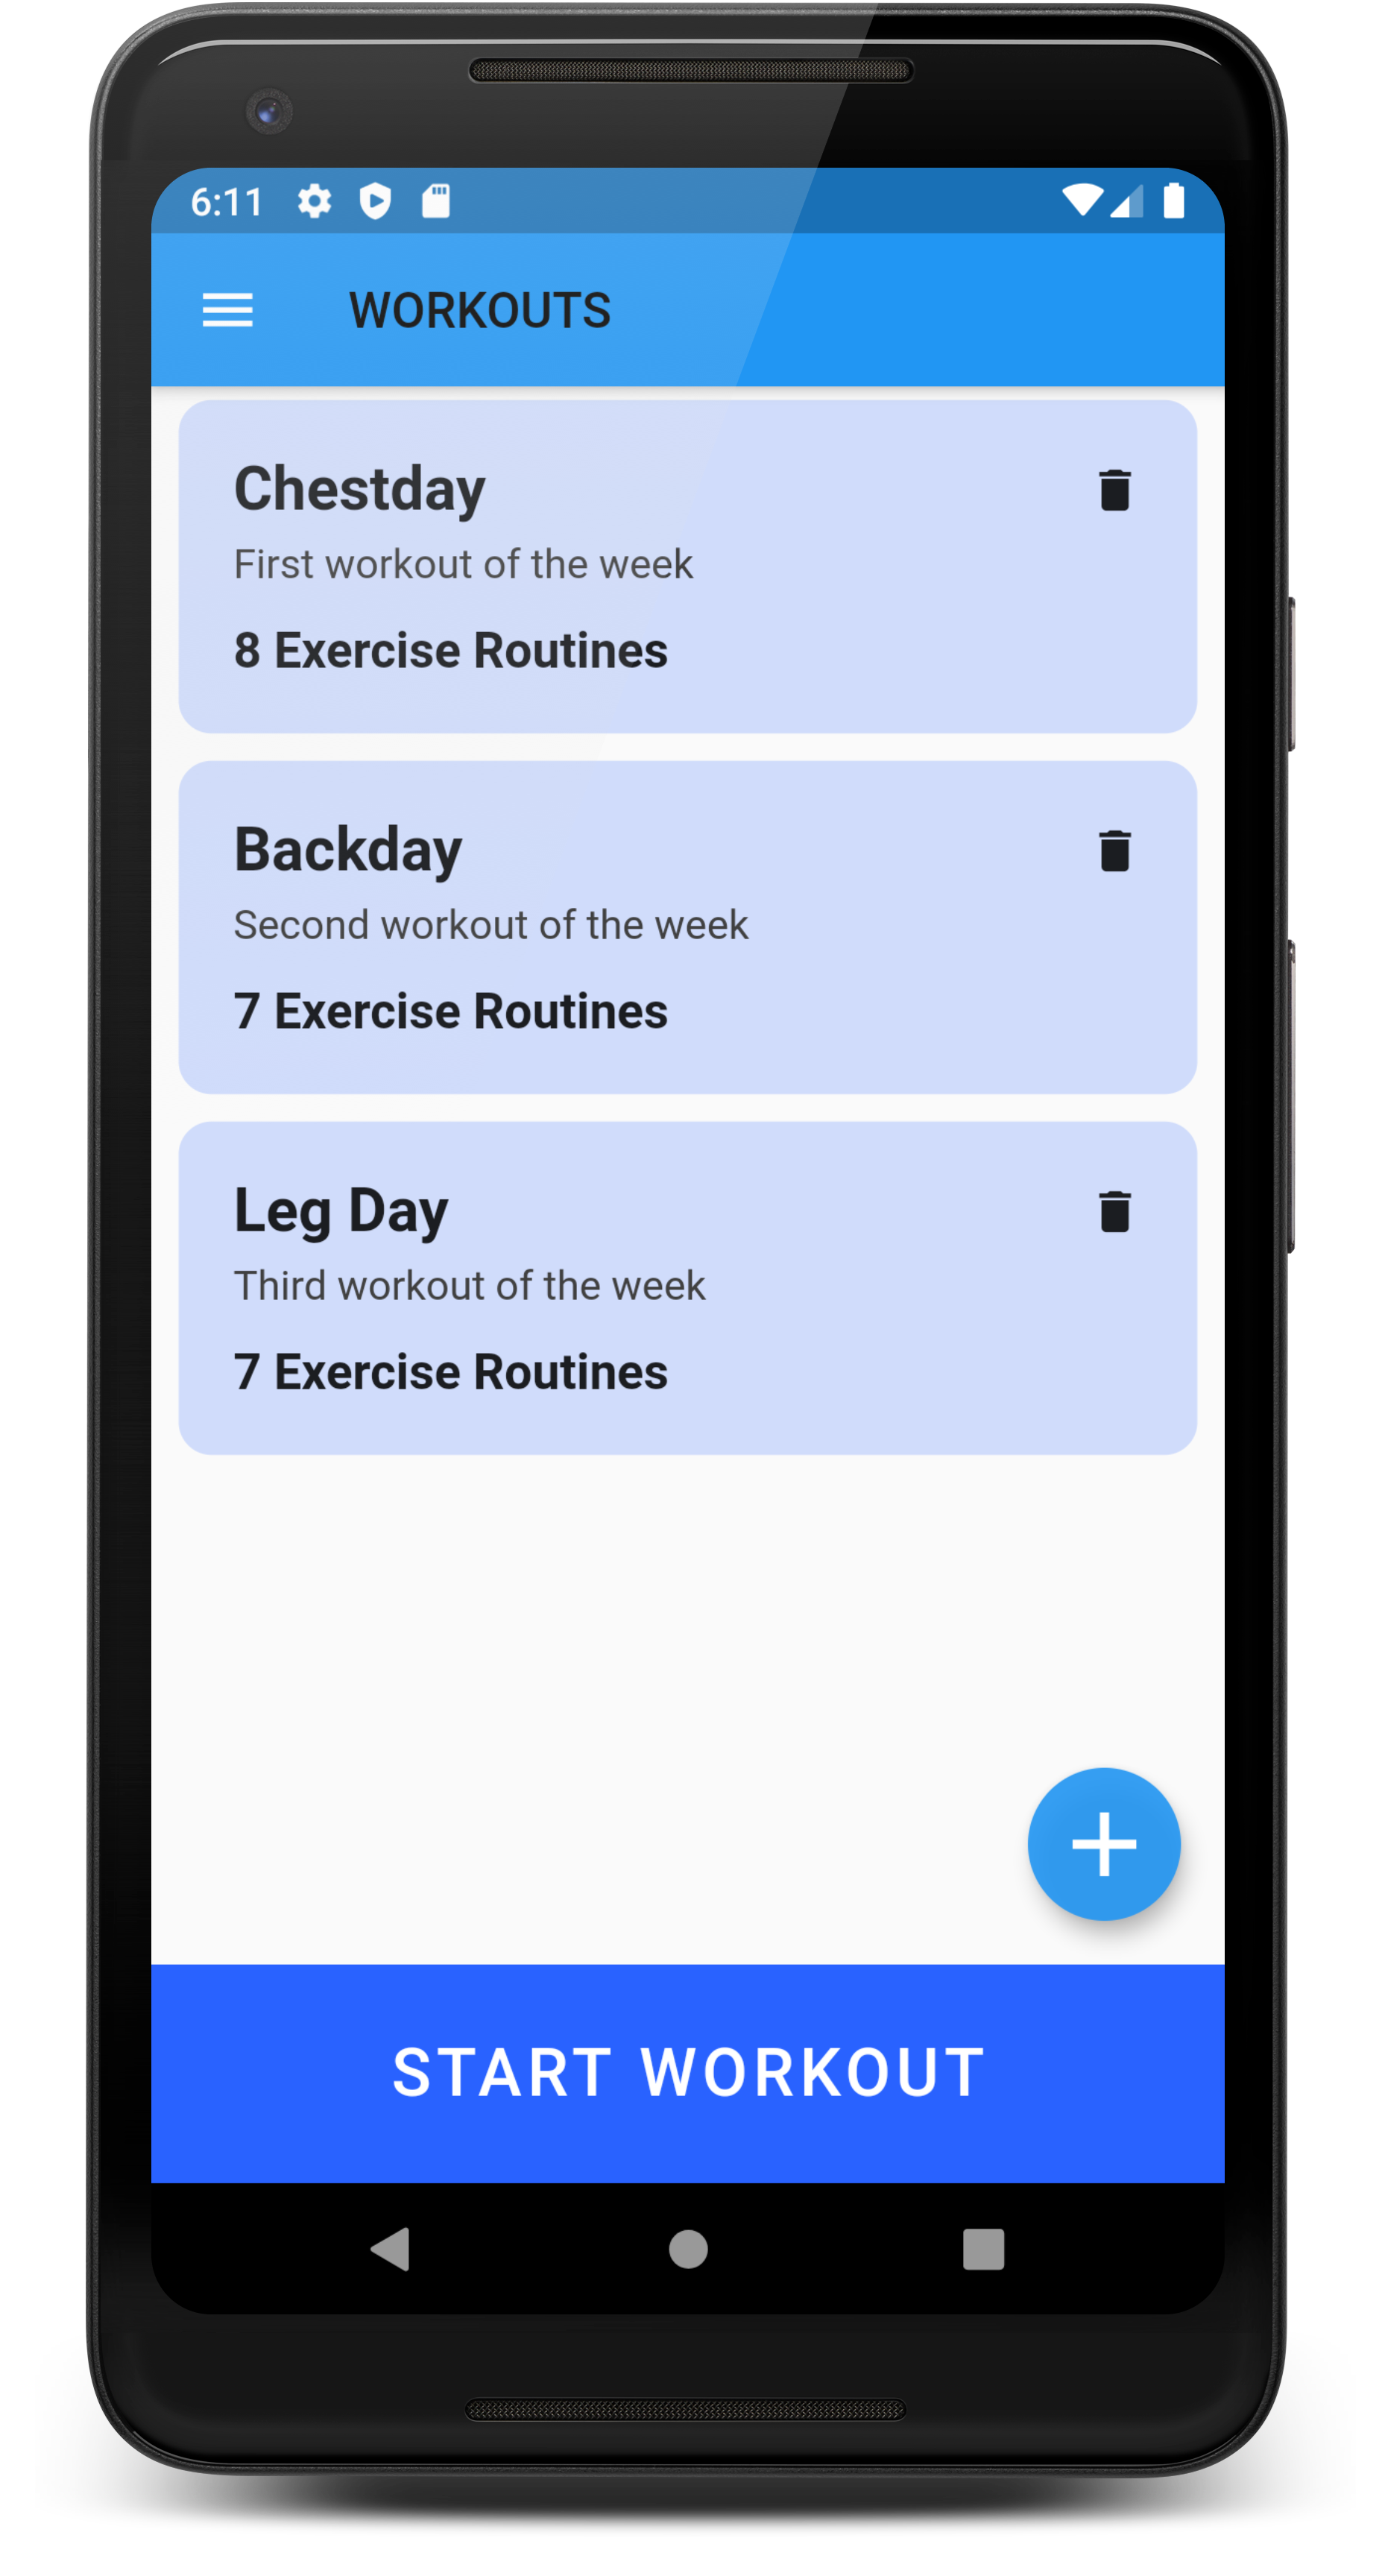 6:11
WORKOUTS
Chestday
First workout of the week
8 Exercise Routines
Backday
Second workout of the week
7 Exercise Routines
Leg Day
Third workout of the week
7 Exercise Routines
START WORKOUT